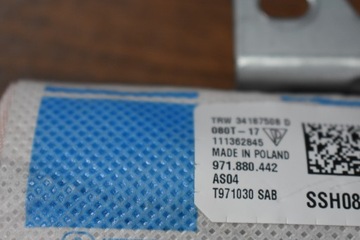 TRW 34187508 D
080T - 17
111362845
MADE IN POLAND
971.880.442
AS04
T971030 SAB
SSH08